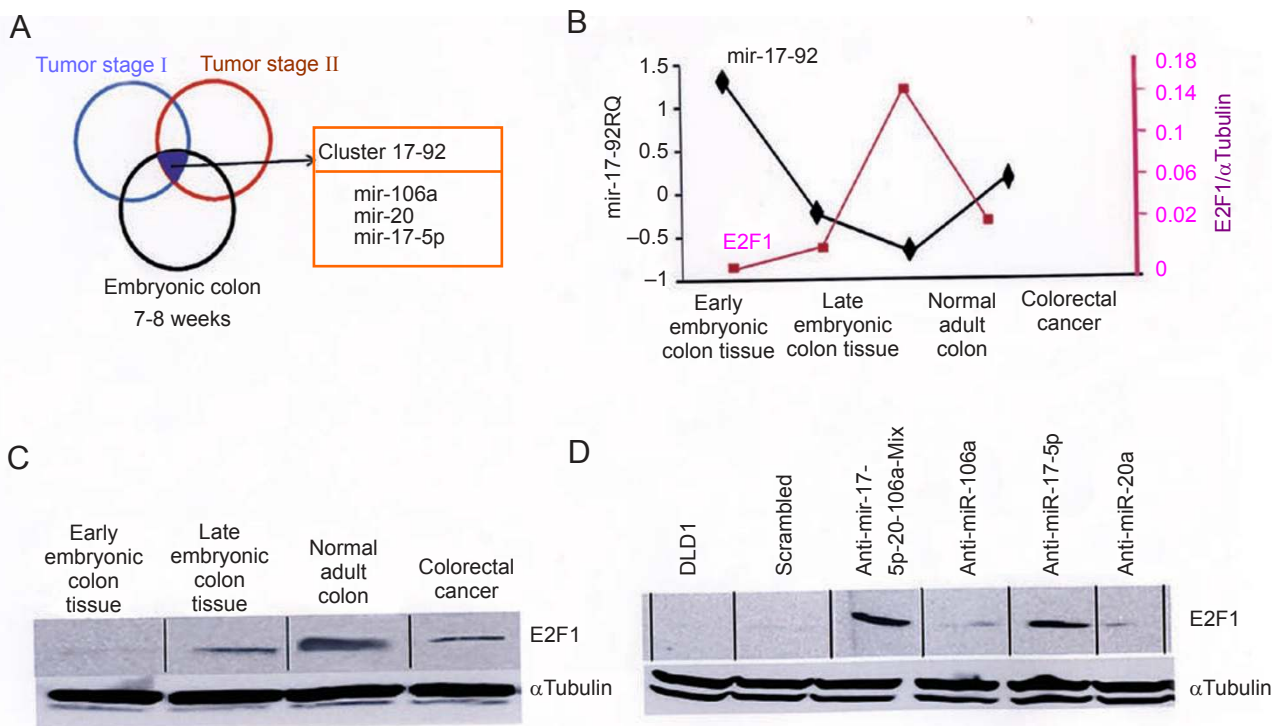 A
Tumor stage I
Tumor stage II
Cluster 17-92
mir-106a
mir-20
mir-17-5p
Embryonic colon
7-8 weeks
B
mir-17-92
1.5
1
0.5
0
–0.5
–1
mir-17-92RQ
E2F1
0.18
0.14
0.1
0.06
0.02
0
E2F1/αTubulin
Early
embryonic
colon tissue
Late
embryonic
colon tissue
Normal
adult
colon
Colorectal
cancer
C
Early
embryonic
colon
tissue
Late
embryonic
colon
tissue
Normal
adult
colon
Colorectal
cancer
E2F1
αTubulin
D
DLD1
Scrambled
Anti-mir-17-
5p-20-106a-Mix
Anti-miR-106a
Anti-miR-17-5p
Anti-miR-20a
E2F1
αTubulin